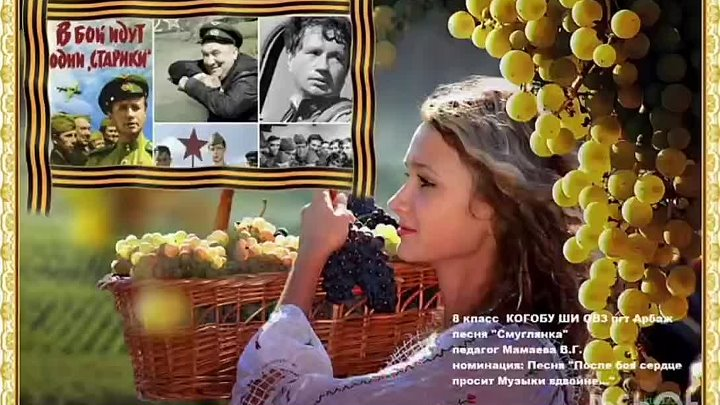 В БОЙ ИДУТ
ОДНИ „СТАРИКИ"
8 класс КОГОБУ ШИ ОВЗ пгт Арбаж
песня "Смуглянка"
педагог Мамаева В.Г.
номинация: Песня "После боя сердце
просит Музыки вдвойне..."